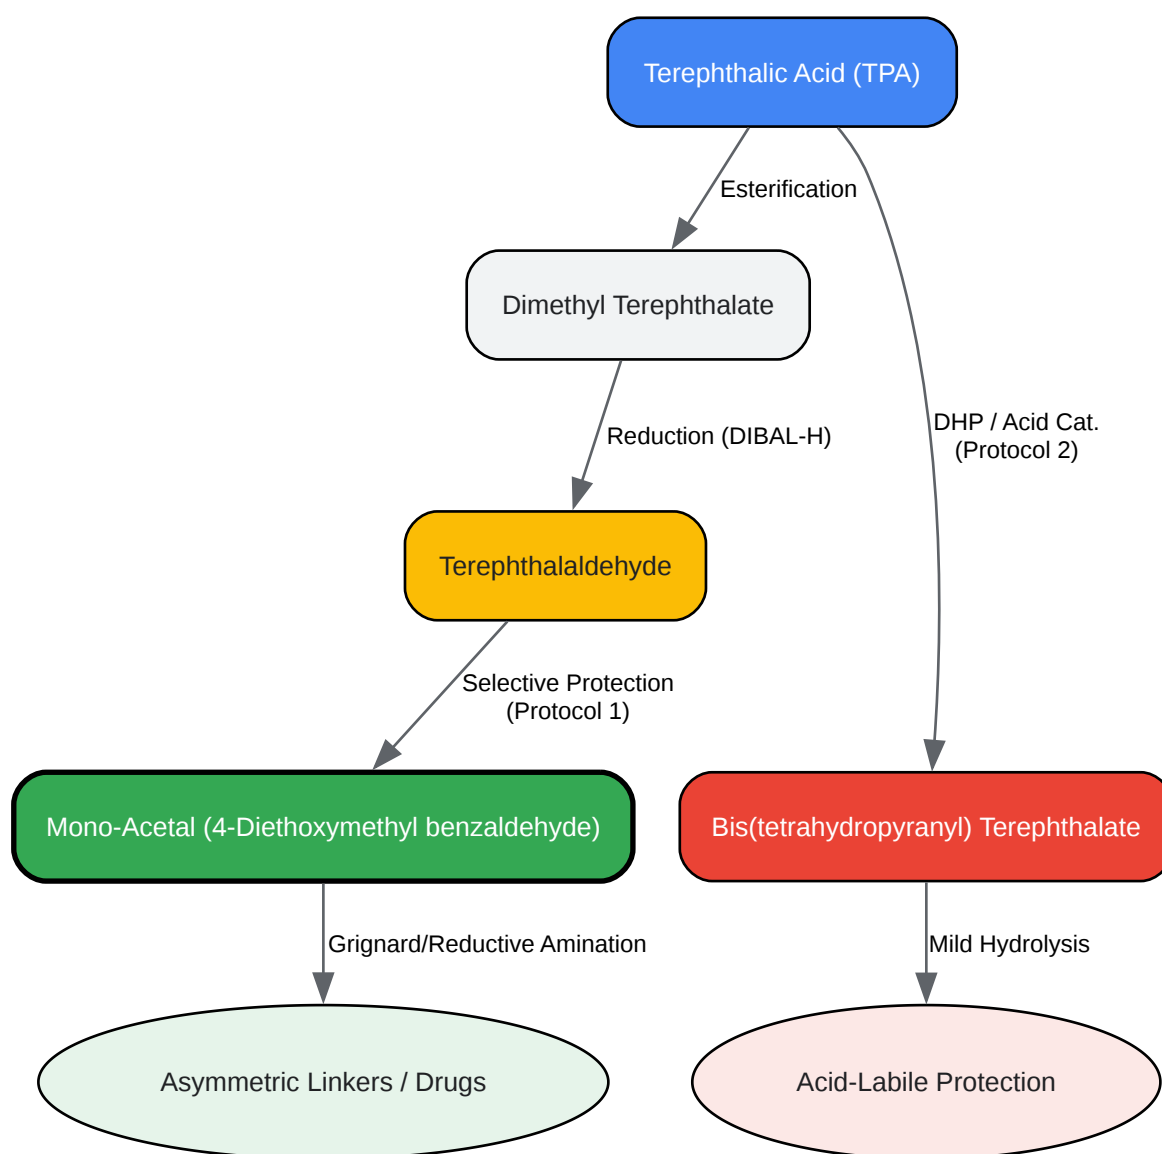 Terephthalic Acid (TPA)
Esterification
Dimethyl Terephthalate
DHP / Acid Cat.
(Protocol 2)
Reduction (DIBAL-H)
Terephthalaldehyde
Selective Protection
(Protocol 1)
Mono-Acetal (4-Diethoxymethyl benzaldehyde)
Bis(tetrahydropyranyl) Terephthalate
Grignard/Reductive Amination
Mild Hydrolysis
Asymmetric Linkers / Drugs
Acid-Labile Protection